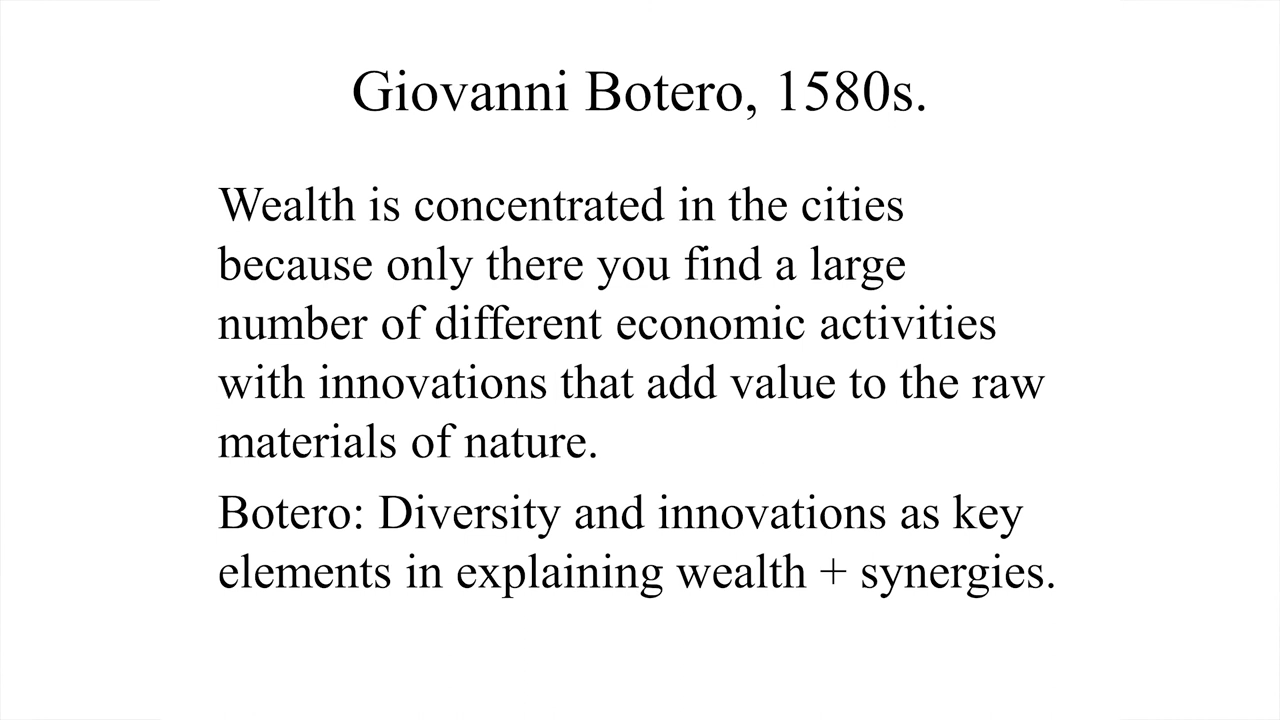 Giovanni Botero, 1580s.
Wealth is concentrated in the cities
because only there you find a large
number of different economic activities
with innovations that add value to the raw
materials of nature.
Botero: Diversity and innovations as key
elements in explaining wealth + synergies.